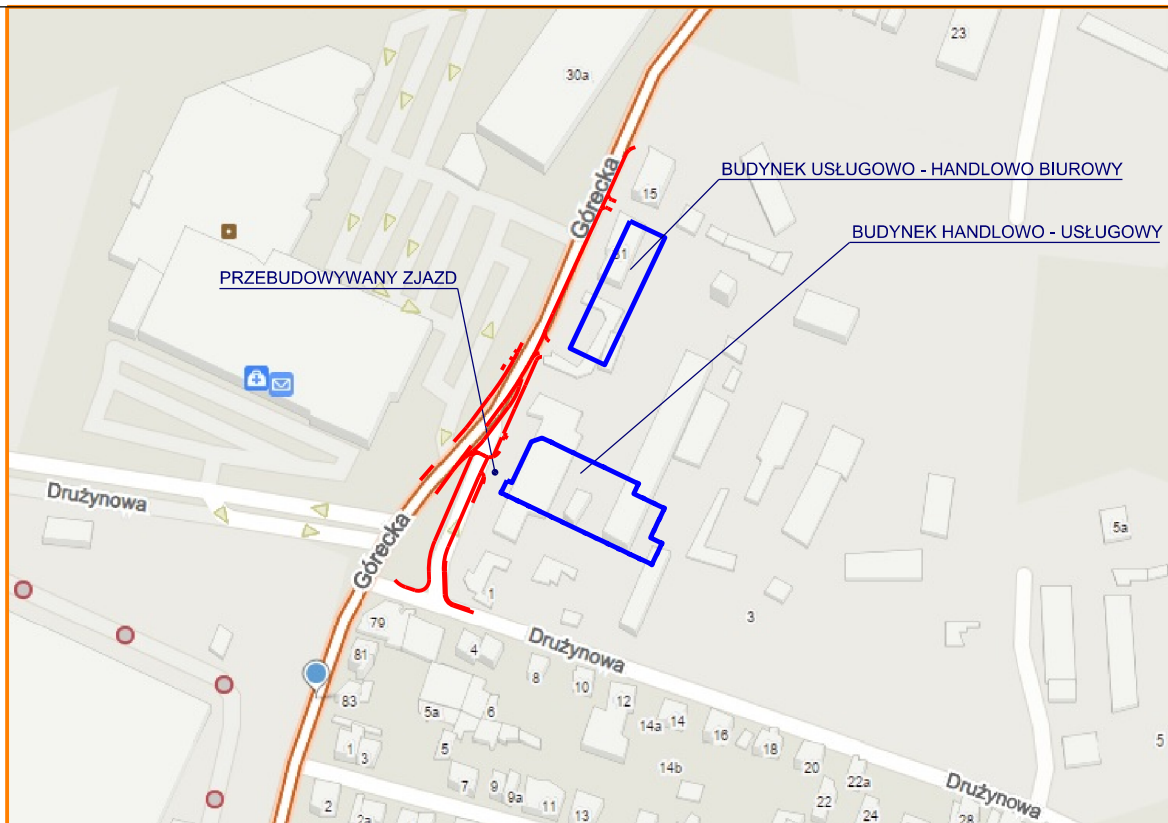 23
30a
Górecka
15
BUDYNEK USŁUGOWO - HANDLOWO BIUROWY
BUDYNEK HANDLOWO - USŁUGOWY
PRZEBUDOWYWANY ZJAZD
Drużynowa
Górecka
5a
1
3
79
Drużynowa
4
81
8
10
83
12
5a
6
14a
14
16
1
3
5
18
5
14b
20
22a
7
9
9a
11
22
Drużynowa
2
2a
13
24
28